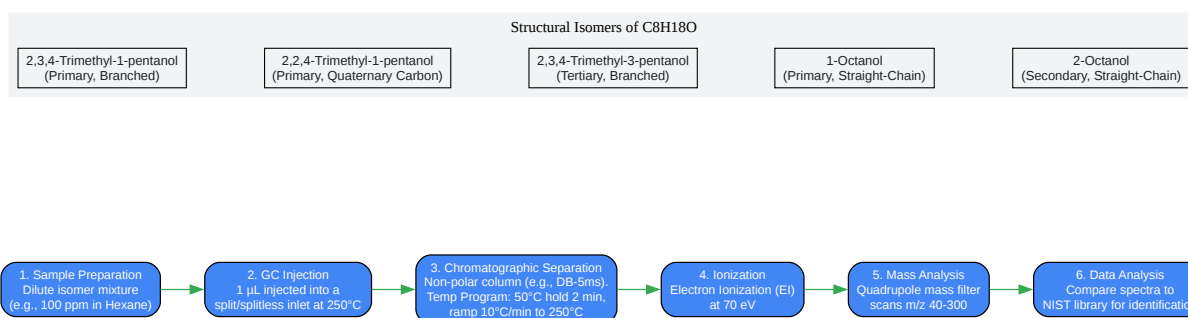 Structural Isomers of C8H18O
2,3,4-Trimethyl-1-pentanol
(Primary, Branched)
2,2,4-Trimethyl-1-pentanol
(Primary, Quaternary Carbon)
2,3,4-Trimethyl-3-pentanol
(Tertiary, Branched)
1-Octanol
(Primary, Straight-Chain)
2-Octanol
(Secondary, Straight-Chain)
1. Sample Preparation
Dilute isomer mixture
(e.g., 100 ppm in Hexane)
2. GC Injection
1 µL injected into a
split/splitless inlet at 250°C
3. Chromatographic Separation
Non-polar column (e.g., DB-5ms).
Temp Program: 50°C hold 2 min,
ramp 10°C/min to 250°C
4. Ionization
Electron Ionization (EI)
at 70 eV
5. Mass Analysis
Quadrupole mass filter
scans m/z 40-300
6. Data Analysis
Compare spectra to
NIST library for identificatio